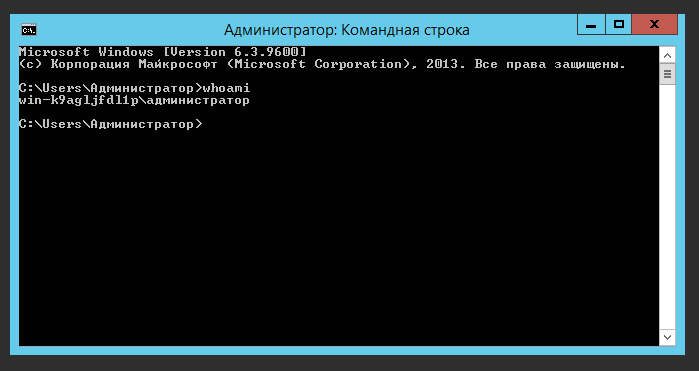 Администратор: Командная строка
Microsoft Windows [Version 6.3.9600]
(c) Корпорация Майкрософт (Microsoft Corporation), 2013. Все права защищены.
C:\Users\Администратор>whoami
win-k9agljfdl1p\администратор
C:\Users\Администратор>